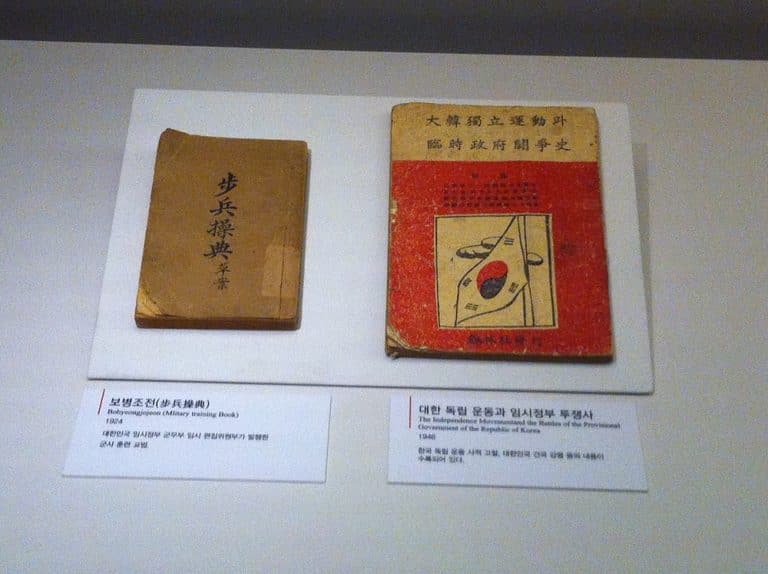 步兵操典
草案
大韓獨立運動과
臨時政府鬪爭史
보병조전(步兵操典)
Bobyeongjojeon (Military training Book)
1924
대한민국 임시정부 군무부 임시 편집위원부가 발행한
군사 훈련 교범.
대한 독립 운동과 임시정부 투쟁사
The Independence Movementand the Battles of the Provisional
Government of the Republic of Korea
1946
한국 독립 운동 사적 고찰, 대한민국 건국 강령 등의 내용이
수록되어 있다.